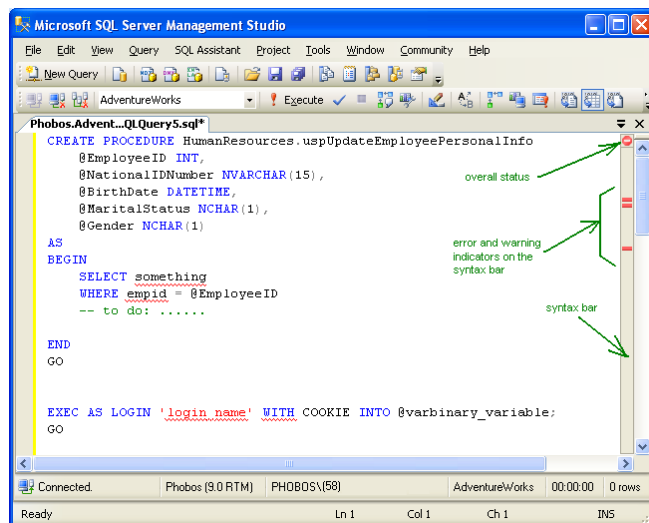 Microsoft SQL Server Management Studio
File Edit View Query SQL Assistant Project Tools Window Community Help
New Query
AdventureWorks Execute
Phobos.Advent...QLQuery5.sql*
CREATE PROCEDURE HumanResources.uspUpdateEmployeePersonalInfo
@EmployeeID INT,
@NationalIDNumber NVARCHAR(15),
@BirthDate DATETIME,
@MaritalStatus NCHAR(1),
@Gender NCHAR(1)
AS
BEGIN
SELECT something
WHERE empid = @EmployeeID
-- to do: ......
END
GO
EXEC AS LOGIN 'login_name' WITH COOKIE INTO @varbinary_variable;
GO
overall status
error and warning
indicators on the
syntax bar
syntax bar
Connected. Phobos (9.0 RTM) PHOBOS\(58) AdventureWorks 00:00:00 0 rows
Ready Ln 1 Col 1 Ch 1 INS